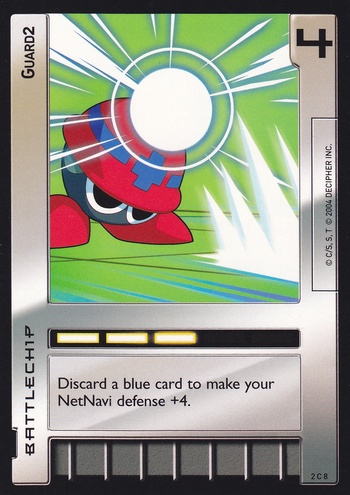 GUARD2
4
© C/S, S, T © 2004 DECIPHER INC.
BATTLECHIP
Discard a blue card to make your
NetNavi defense +4.
2C8